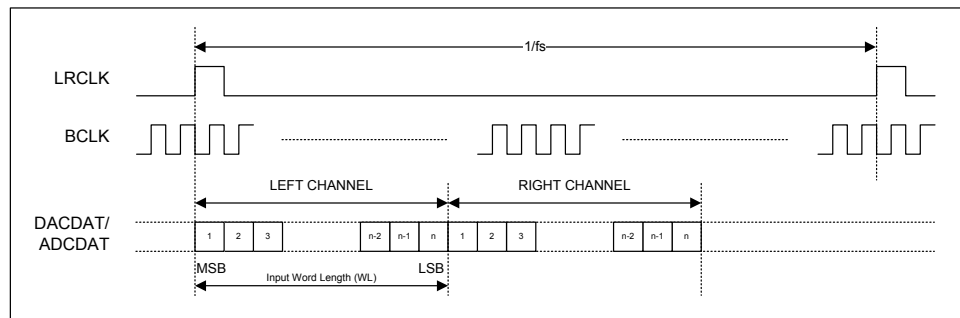 1/fs
LRCLK
BCLK
LEFT CHANNEL RIGHT CHANNEL
DACDAT/
ADCDAT
1 2 3 n-2 n-1 n 1 2 3 n-2 n-1 n
MSB LSB
Input Word Length (WL)